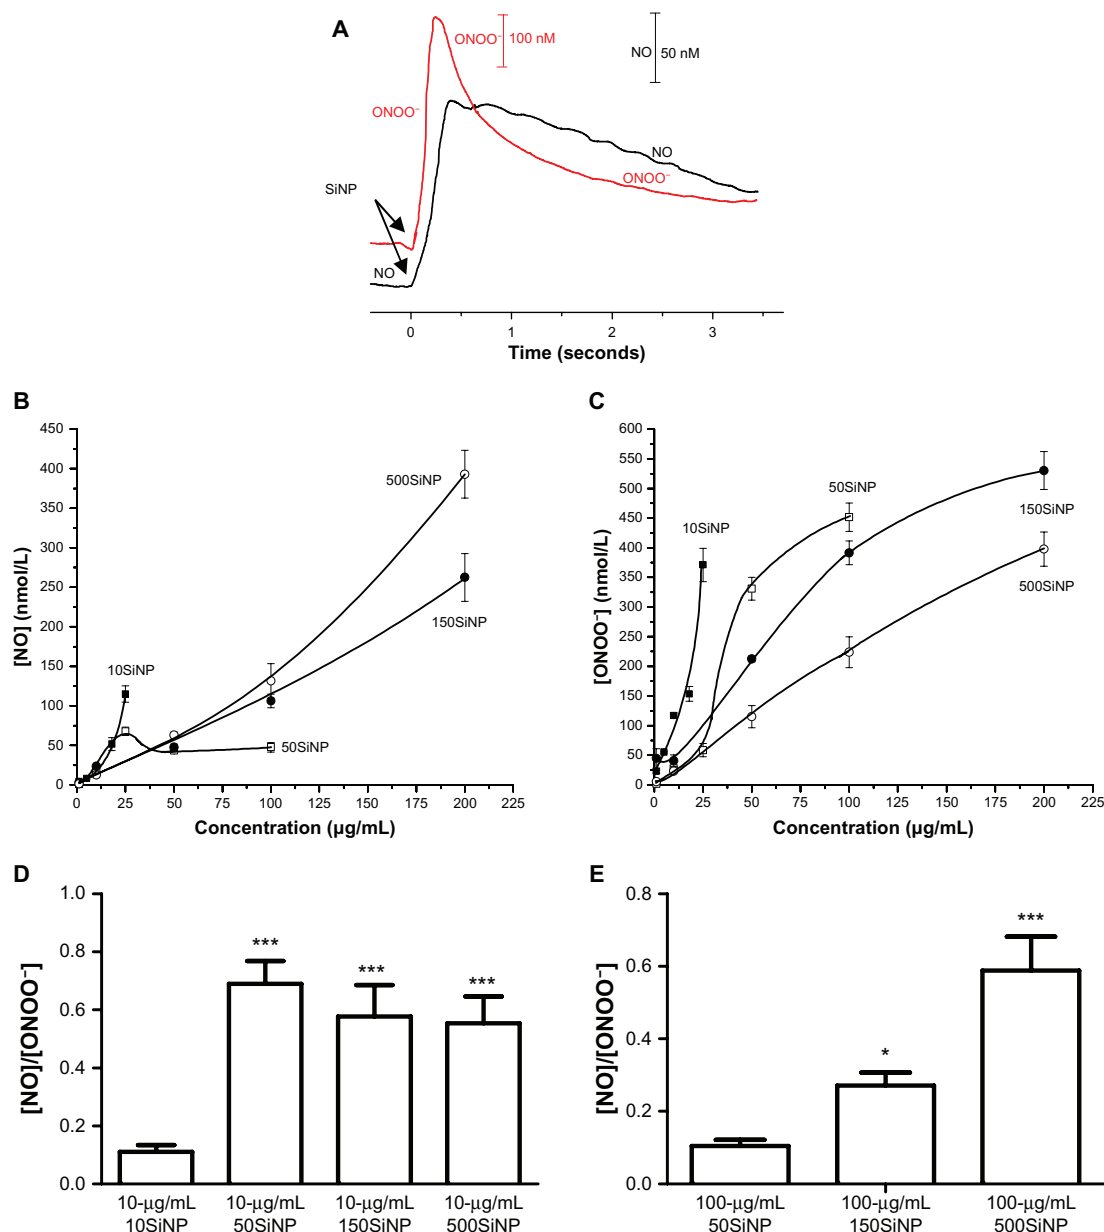 A
ONOO⁻ 100 nM
NO 50 nM
ONOO⁻
NO
SiNP
ONOO⁻
NO
0 1 2 3
Time (seconds)
B
450
400
350
300
250
200
150
100
50
0
[NO] (nmol/L)
500SiNP
150SiNP
10SiNP
50SiNP
0 25 50 75 100 125 150 175 200 225
Concentration (µg/mL)
C
600
550
500
450
400
350
300
250
200
150
100
50
0
[ONOO⁻] (nmol/L)
50SiNP
10SiNP
150SiNP
500SiNP
0 25 50 75 100 125 150 175 200 225
Concentration (µg/mL)
D
1.0
0.8
0.6
0.4
0.2
0.0
[NO]/[ONOO⁻]
*** *** ***
10-µg/mL 10-µg/mL 10-µg/mL 10-µg/mL
10SiNP 50SiNP 150SiNP 500SiNP
E
0.8
0.6
0.4
0.2
0.0
[NO]/[ONOO⁻]
* ***
100-µg/mL 100-µg/mL 100-µg/mL
50SiNP 150SiNP 500SiNP